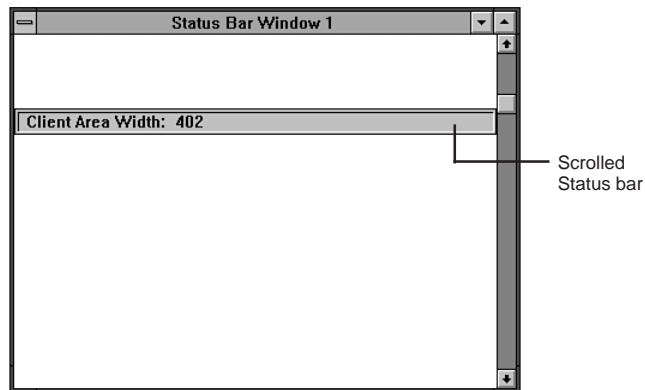 Status Bar Window 1
Client Area Width: 402
Scrolled
Status bar